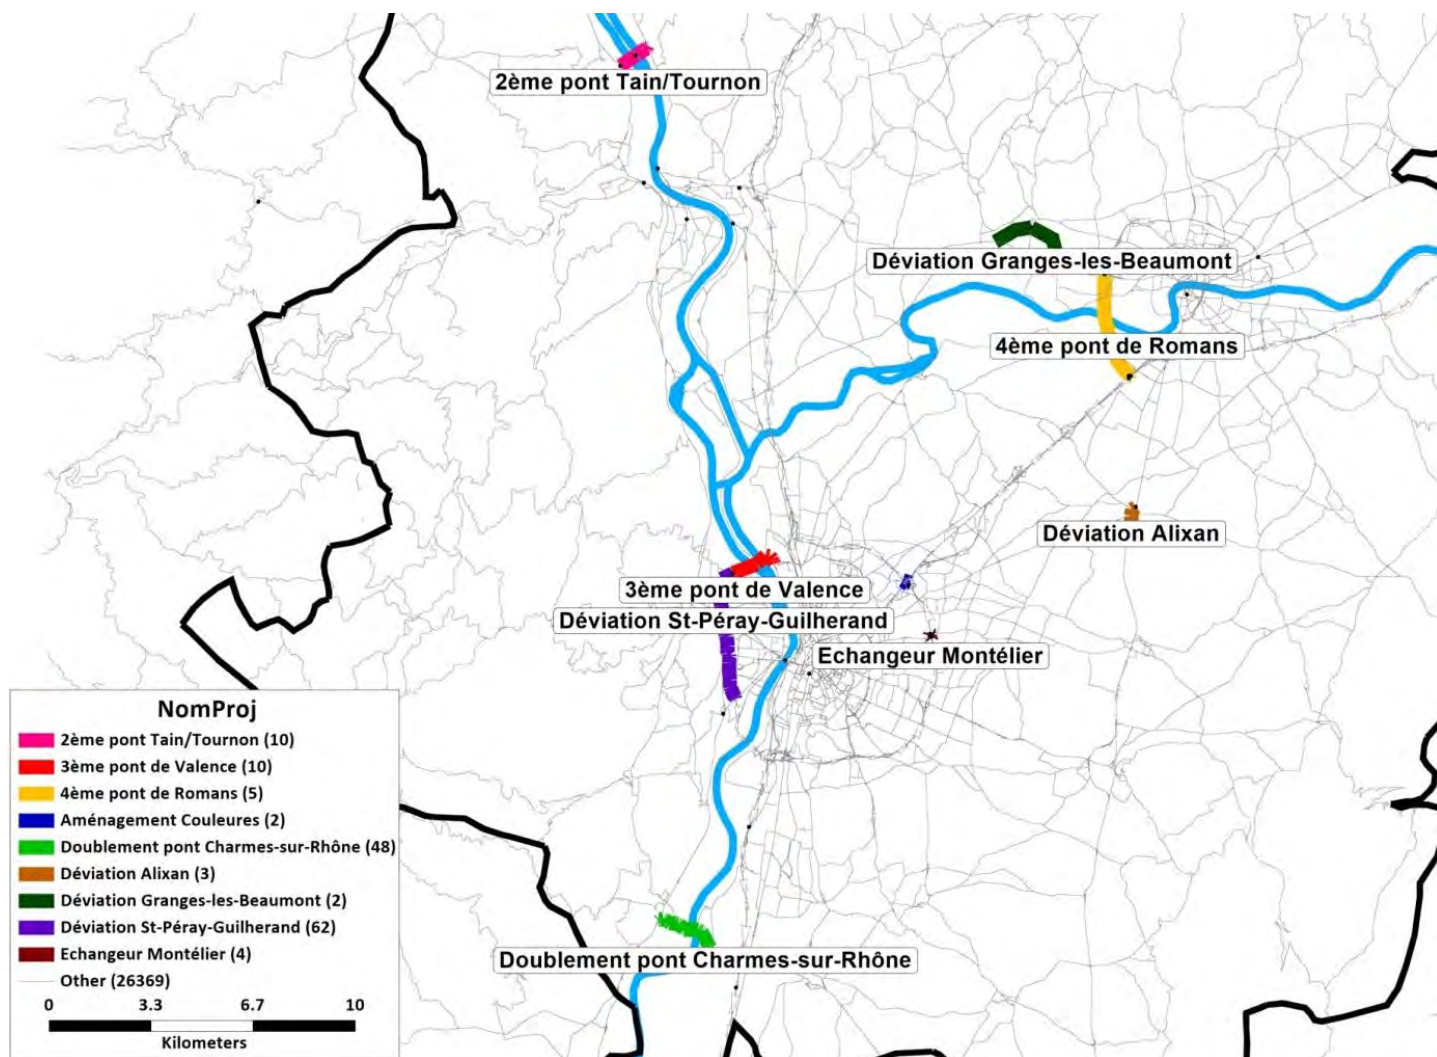 2ème pont Tain/Tournon
Déviation Granges-les-Beaumont
4ème pont de Romans
Déviation Alixan
3ème pont de Valence
Déviation St-Péray-Guilherand
Echangeur Montélier
Doublement pont Charmes-sur-Rhône
NomProj
2ème pont Tain/Tournon (10)
3ème pont de Valence (10)
4ème pont de Romans (5)
Aménagement Couleures (2)
Doublement pont Charmes-sur-Rhône (48)
Déviation Alixan (3)
Déviation Granges-les-Beaumont (2)
Déviation St-Péray-Guilherand (62)
Echangeur Montélier (4)
Other (26369)
0 3.3 6.7 10
Kilometers